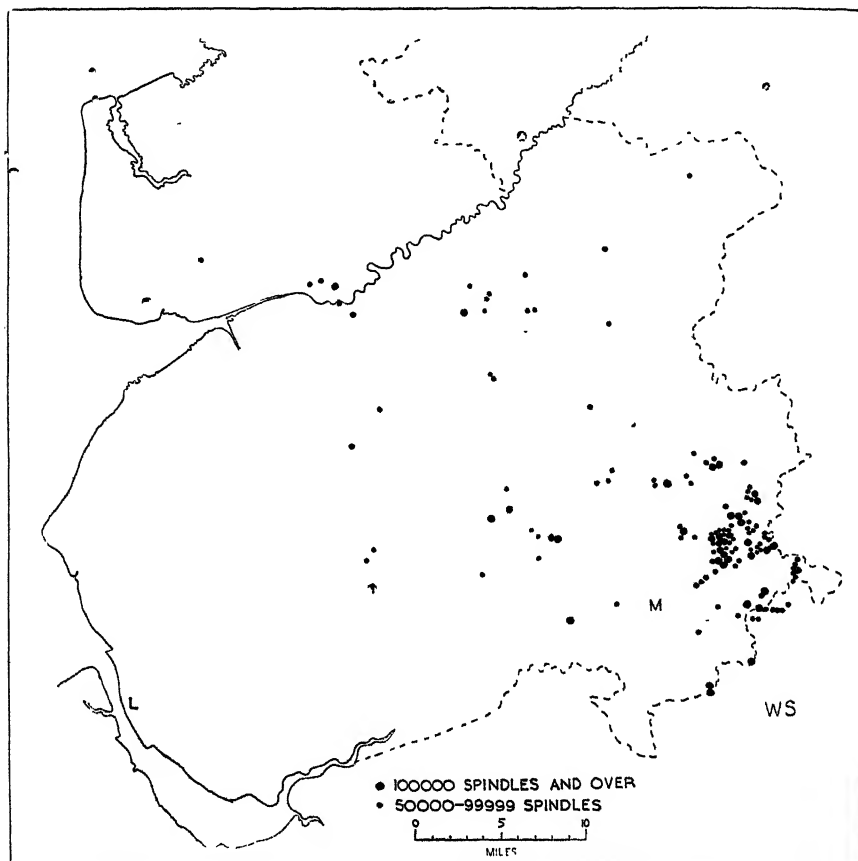 M
WS
L
100000 SPINDLES AND OVER
50000-99999 SPINDLES
0 5 10
MILES